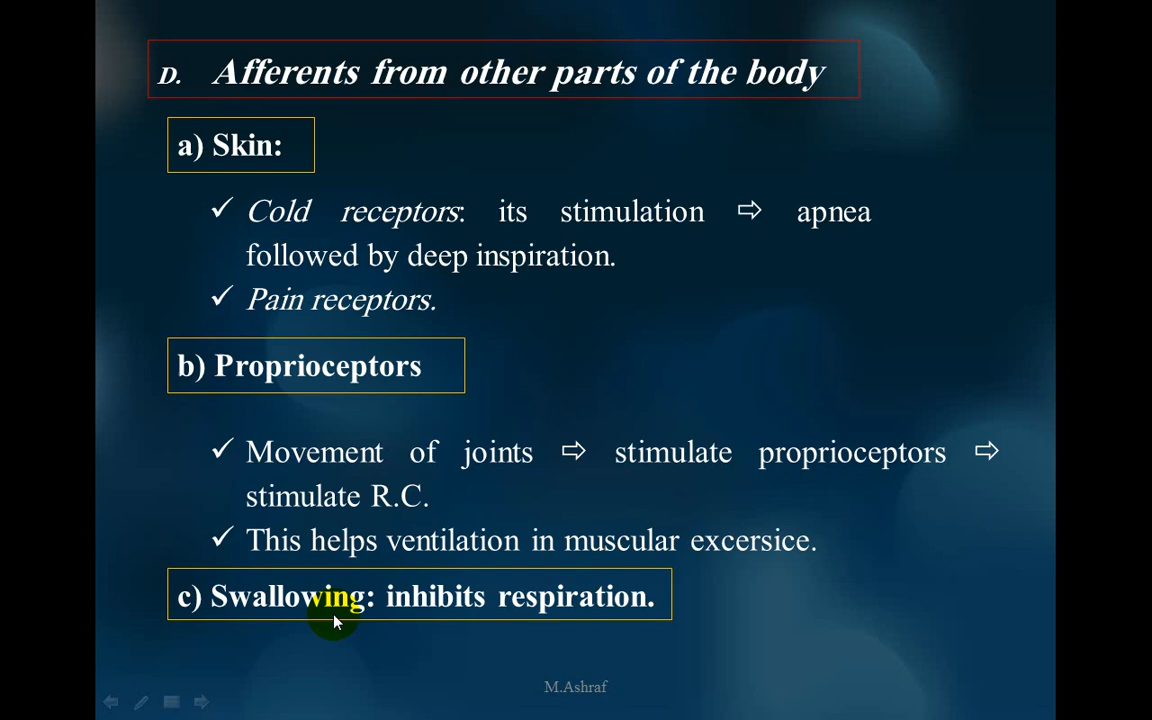 D. Afferents from other parts of the body
a) Skin:
✓ Cold receptors: its stimulation ⇨ apnea
followed by deep inspiration.
✓ Pain receptors.
b) Proprioceptors
✓ Movement of joints ⇨ stimulate proprioceptors ⇨
stimulate R.C.
✓ This helps ventilation in muscular excersice.
c) Swallowing: inhibits respiration.
M.Ashraf